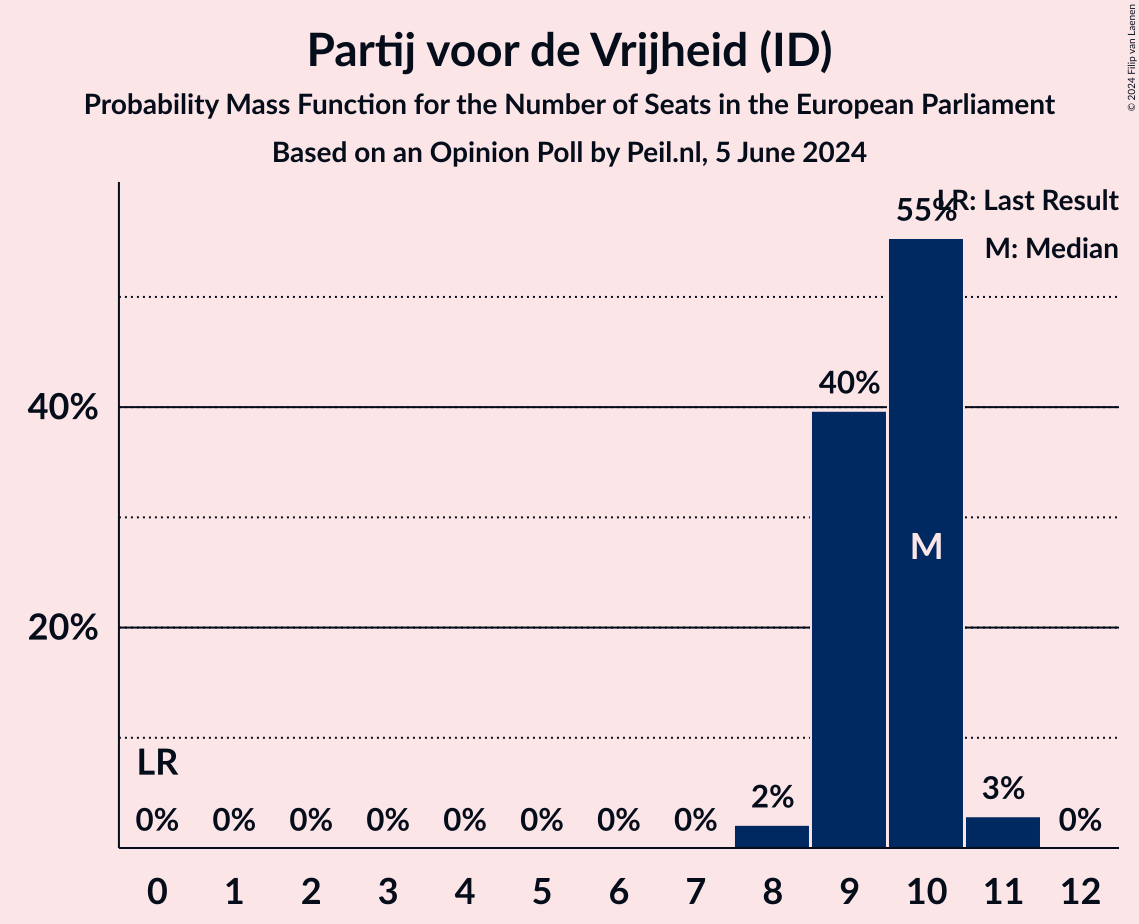 Partij voor de Vrijheid (ID)
Probability Mass Function for the Number of Seats in the European Parliament
Based on an Opinion Poll by Peil.nl, 5 June 2024
© 2024 Filip van Laenen
LR: Last Result
M: Median
55%
40%
40%
M
20%
LR
0% 0% 0% 0% 0% 0% 0% 0% 2% 3% 0%
0 1 2 3 4 5 6 7 8 9 10 11 12